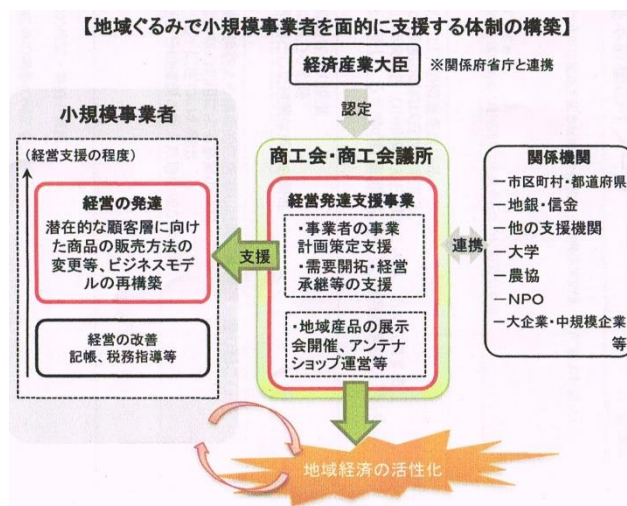 【地域ぐるみで小規模事業者を面的に支援する体制の構築】
経済産業大臣
※関係府省庁と連携
認定
小規模事業者
(経営支援の程度)
経営の発達
潜在的な顧客層に向け
た商品の販売方法の
変更等、ビジネスモデ
ルの再構築
経営の改善
記帳、税務指導等
支援
商工会・商工会議所
経営発達支援事業
・事業者の事業
計画策定支援
・需要開拓・経営
承継等の支援
・地域産品の展示
会開催、アンテナ
ショップ運営等
連携
関係機関
―市区町村・都道府県
―地銀・信金
―他の支援機関
―大学
―農協
―NPO
―大企業・中規模企業
等
地域経済の活性化